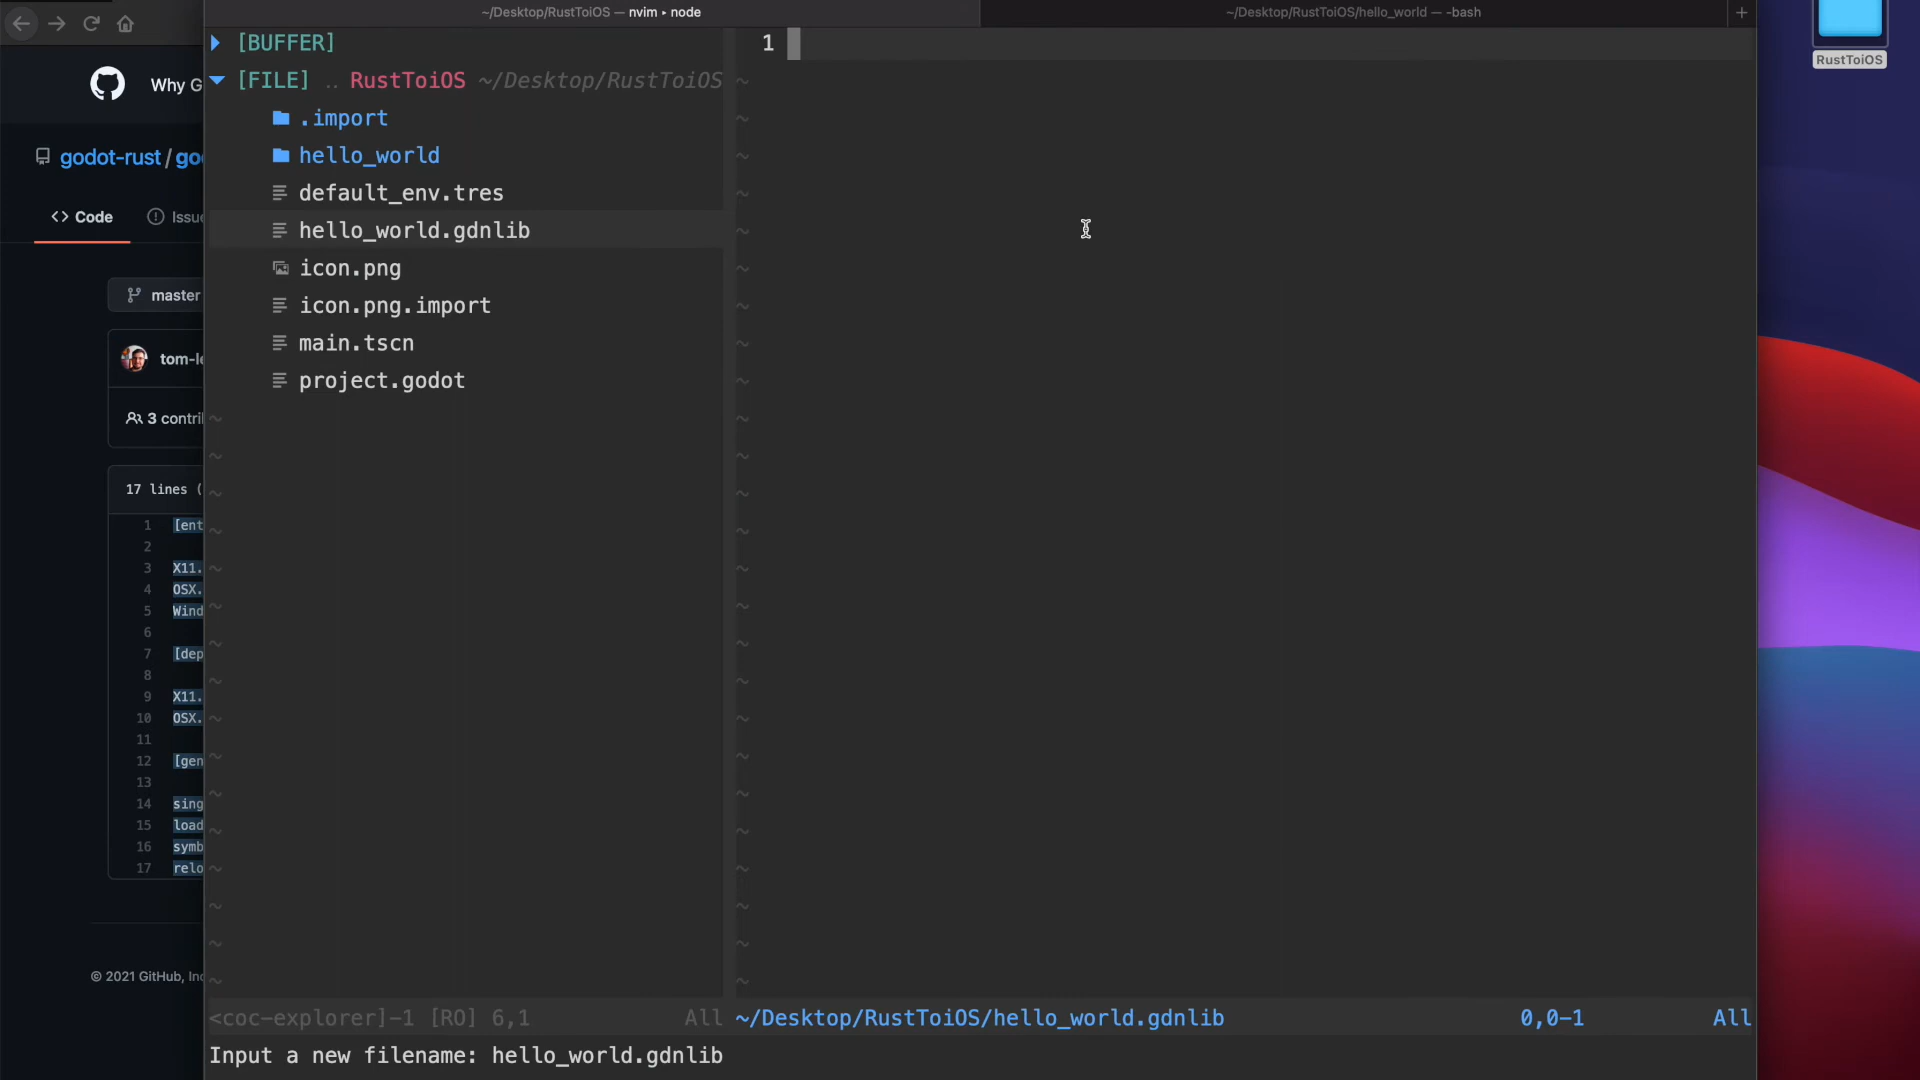 ~/Desktop/RustToiOS — nvim ▸ node
~/Desktop/RustToiOS/hello_world — -bash
+
RustToiOS
Why G
godot-rust / go
Code
Issu
master
tom-le
3 contri
17 lines (
1 [ent
2
3 X11.
4 OSX.
5 Wind
6
7 [dep
8
9 X11.
10 OSX.
11
12 [gen
13
14 sing
15 load
16 symb
17 relo
© 2021 GitHub, Inc
[BUFFER]
[FILE] .. RustToiOS ~/Desktop/RustToiOS
.import
hello_world
default_env.tres
hello_world.gdnlib
icon.png
icon.png.import
main.tscn
project.godot
1
<coc-explorer]-1 [RO] 6,1 All
~/Desktop/RustToiOS/hello_world.gdnlib 0,0-1 All
Input a new filename: hello_world.gdnlib